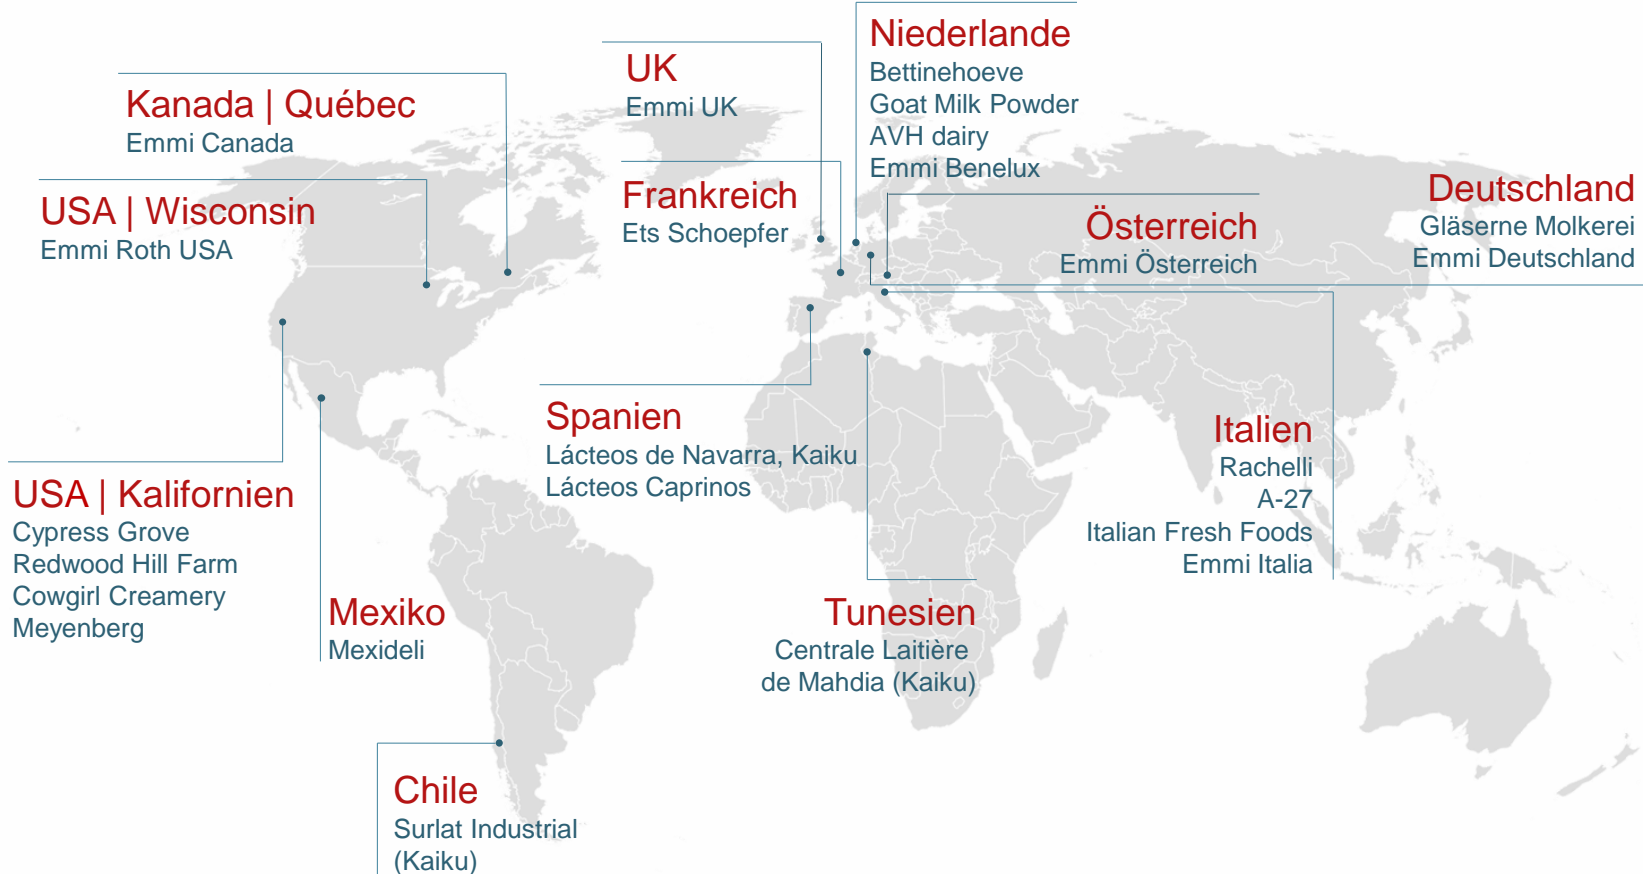 Niederlande
Bettinehoeve
Goat Milk Powder
AVH dairy
Emmi Benelux
UK
Emmi UK
Kanada | Québec
Emmi Canada
Deutschland
Gläserne Molkerei
Emmi Deutschland
Frankreich
Ets Schoepfer
USA | Wisconsin
Emmi Roth USA
Österreich
Emmi Österreich
Spanien
Lácteos de Navarra, Kaiku
Lácteos Caprinos
Italien
Rachelli
A-27
Italian Fresh Foods
Emmi Italia
USA | Kalifornien
Cypress Grove
Redwood Hill Farm
Cowgirl Creamery
Meyenberg
Mexiko
Mexideli
Tunesien
Centrale Laitière
de Mahdia (Kaiku)
Chile
Surlat Industrial
(Kaiku)